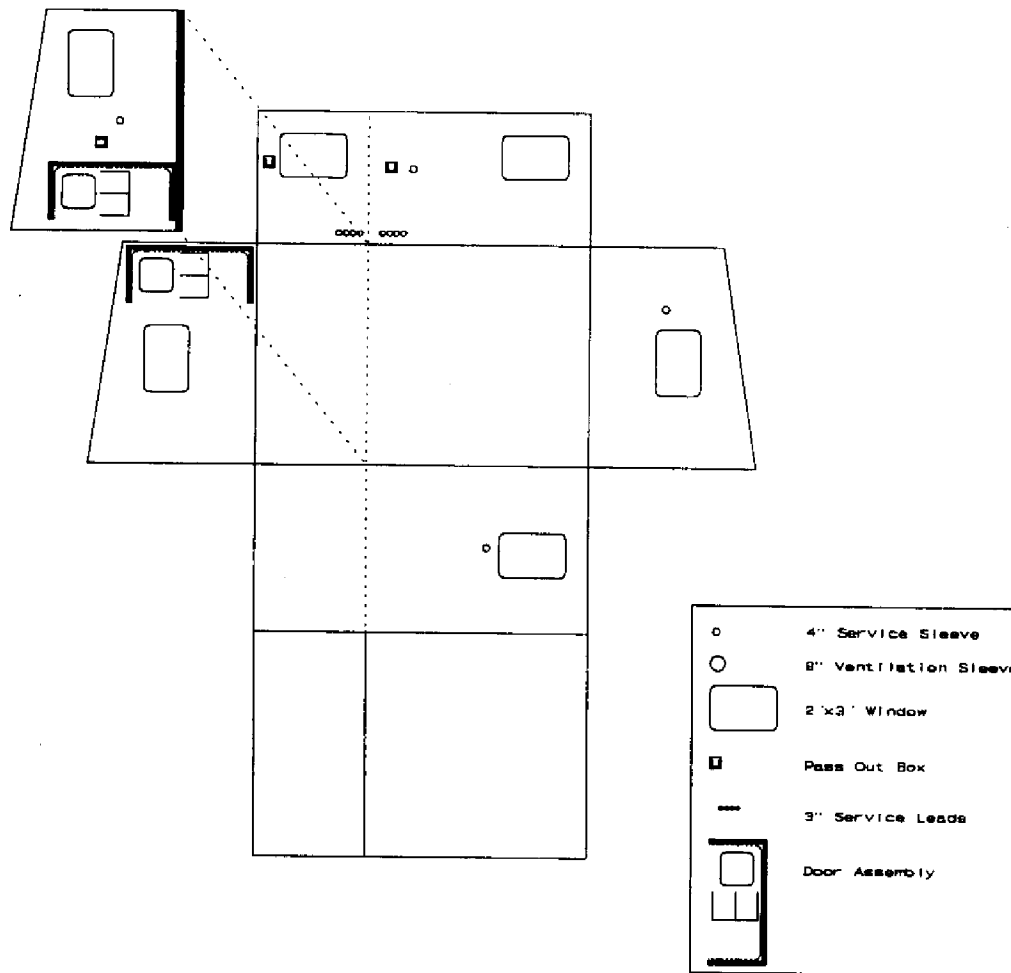 4" Service Sleeve
8" Ventilation Sleeve
2'x3' Window
Pass Out Box
3" Service Leads
Door Assembly